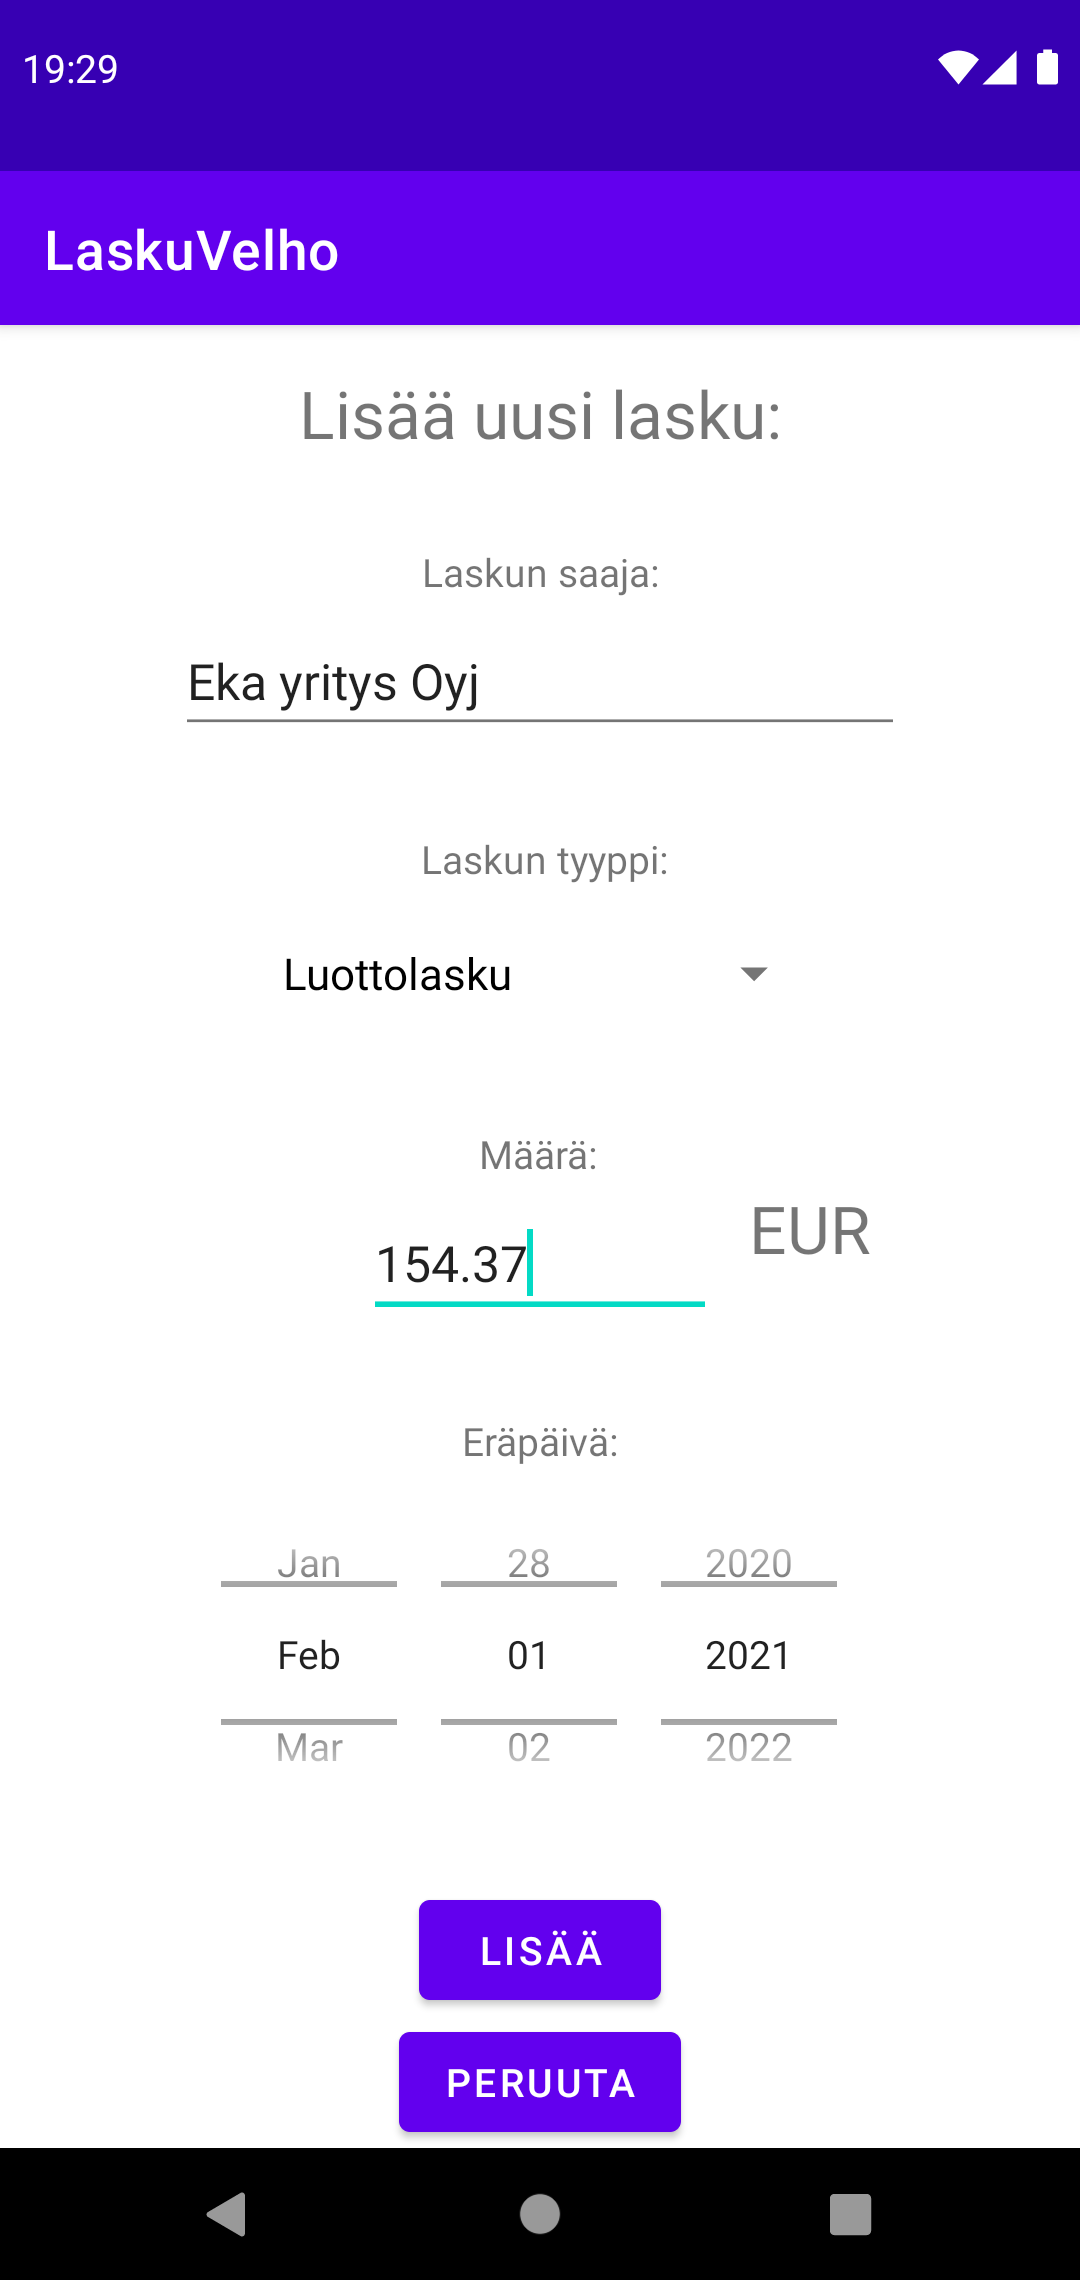 19:29
LaskuVelho
Lisää uusi lasku:
Laskun saaja:
Eka yritys Oyj
Laskun tyyppi:
Luottolasku
Määrä:
154.37 EUR
Eräpäivä:
Jan 28 2020
Feb 01 2021
Mar 02 2022
LISÄÄ
PERUUTA